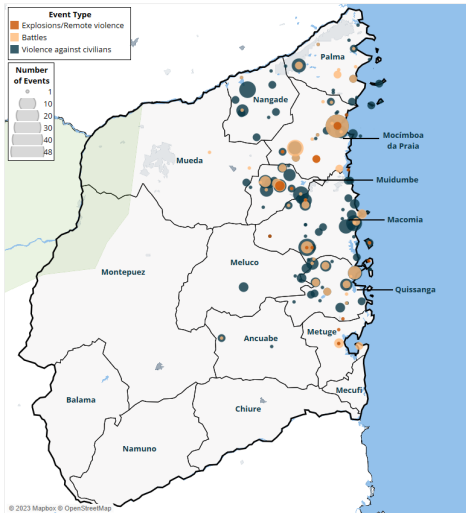 Event Type
Explosions/Remote violence
Battles
Violence against civilians
Number
of Events
1
10
20
30
40
48
Palma
Nangade
Mocímboa
da Praia
Mueda
Muidumbe
Macomia
Meluco
Montepuez
Quissanga
Metuge
Ancuabe
Mecufi
Balama
Chiure
Namuno
© 2023 Mapbox © OpenStreetMap